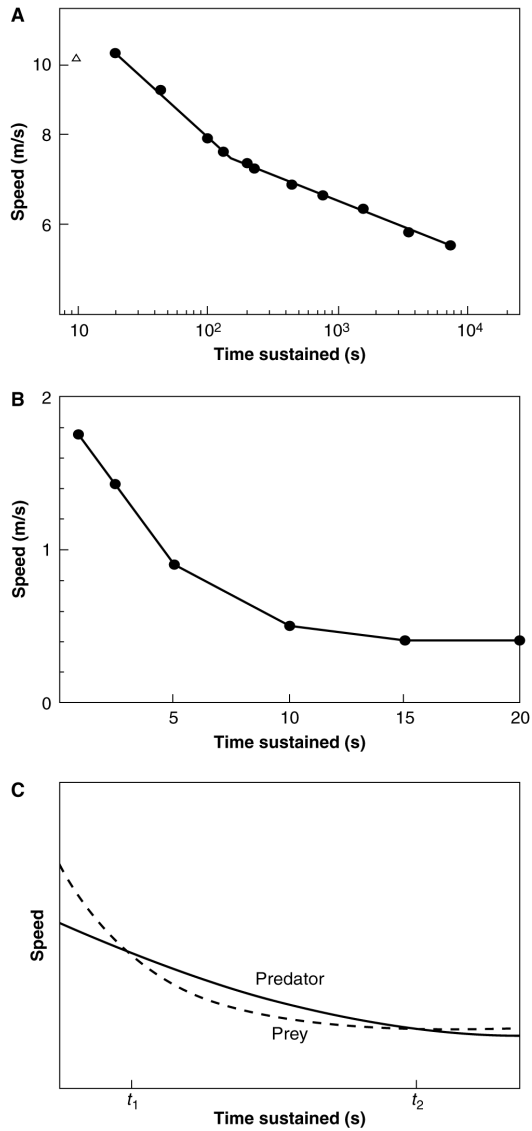 A
10
8
6
Speed (m/s)
10
10²
10³
10⁴
Time sustained (s)
B
2
1
0
Speed (m/s)
5
10
15
20
Time sustained (s)
C
Speed
Predator
Prey
t₁
t₂
Time sustained (s)